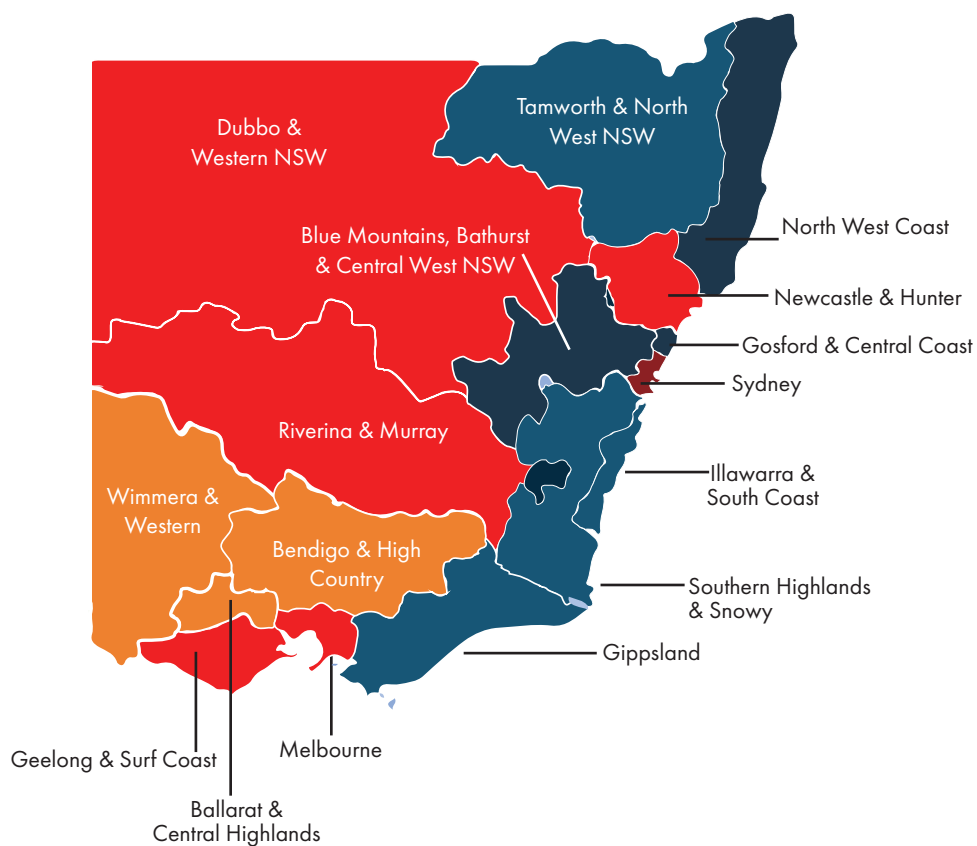 Tamworth & North
West NSW
Dubbo &
Western NSW
North West Coast
Blue Mountains, Bathurst
& Central West NSW
Newcastle & Hunter
Gosford & Central Coast
Sydney
Riverina & Murray
Illawarra &
South Coast
Wimmera &
Western
Bendigo & High
Country
Southern Highlands
& Snowy
Gippsland
Melbourne
Geelong & Surf Coast
Ballarat &
Central Highlands